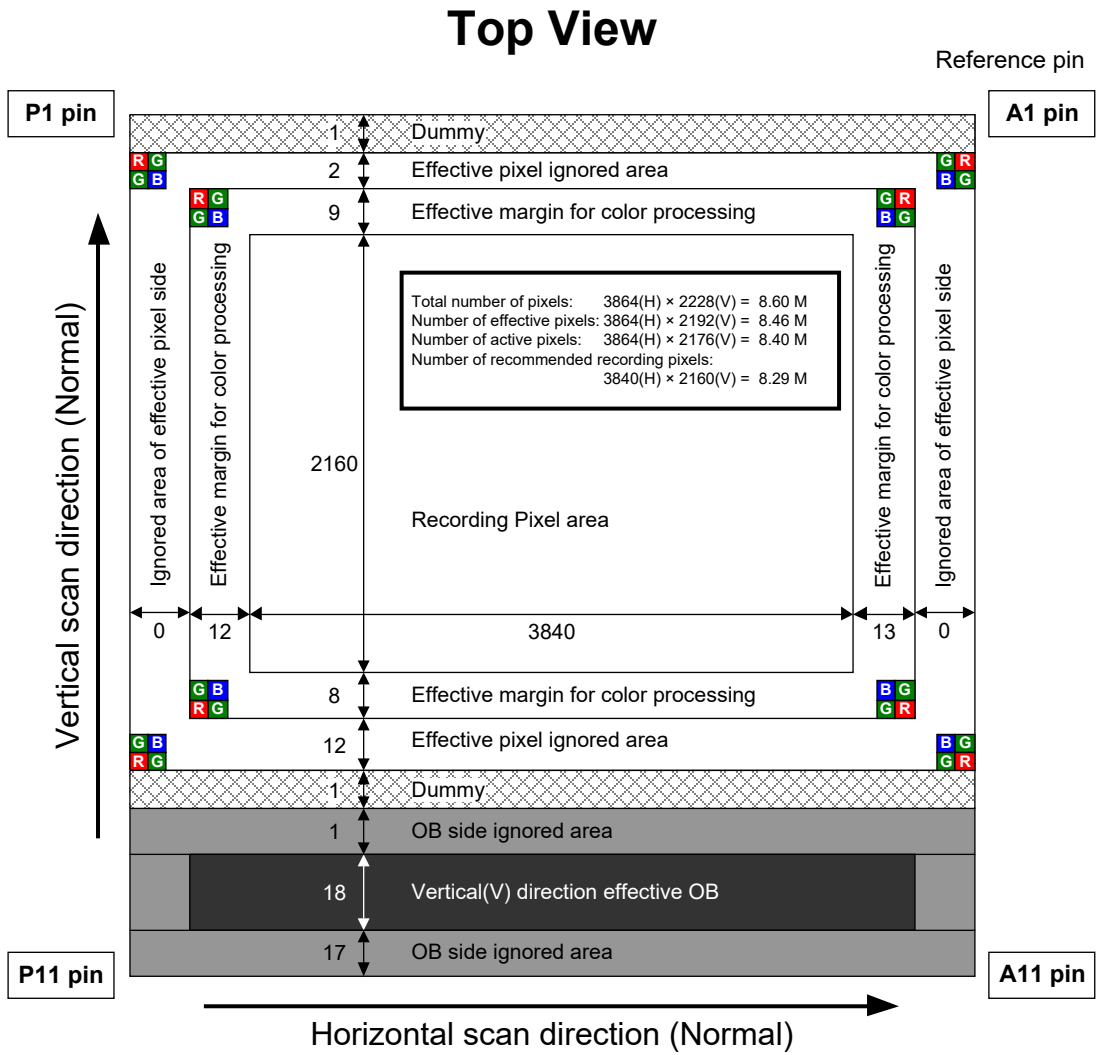 Top View
Reference pin
P1 pin
A1 pin
1 Dummy
R G
G B
2 Effective pixel ignored area
G R
B G
R G
G B
9 Effective margin for color processing
G R
B G
Total number of pixels: 3864(H) × 2228(V) = 8.60 M
Number of effective pixels: 3864(H) × 2192(V) = 8.46 M
Number of active pixels: 3864(H) × 2176(V) = 8.40 M
Number of recommended recording pixels:
3840(H) × 2160(V) = 8.29 M
Vertical scan direction (Normal)
Ignored area of effective pixel side
Effective margin for color processing
Effective margin for color processing
Ignored area of effective pixel side
2160
Recording Pixel area
0 12 3840 13 0
G B
R G
8 Effective margin for color processing
B G
G R
G B
R G
12 Effective pixel ignored area
B G
G R
1 Dummy
1 OB side ignored area
18 Vertical(V) direction effective OB
17 OB side ignored area
P11 pin
A11 pin
Horizontal scan direction (Normal)